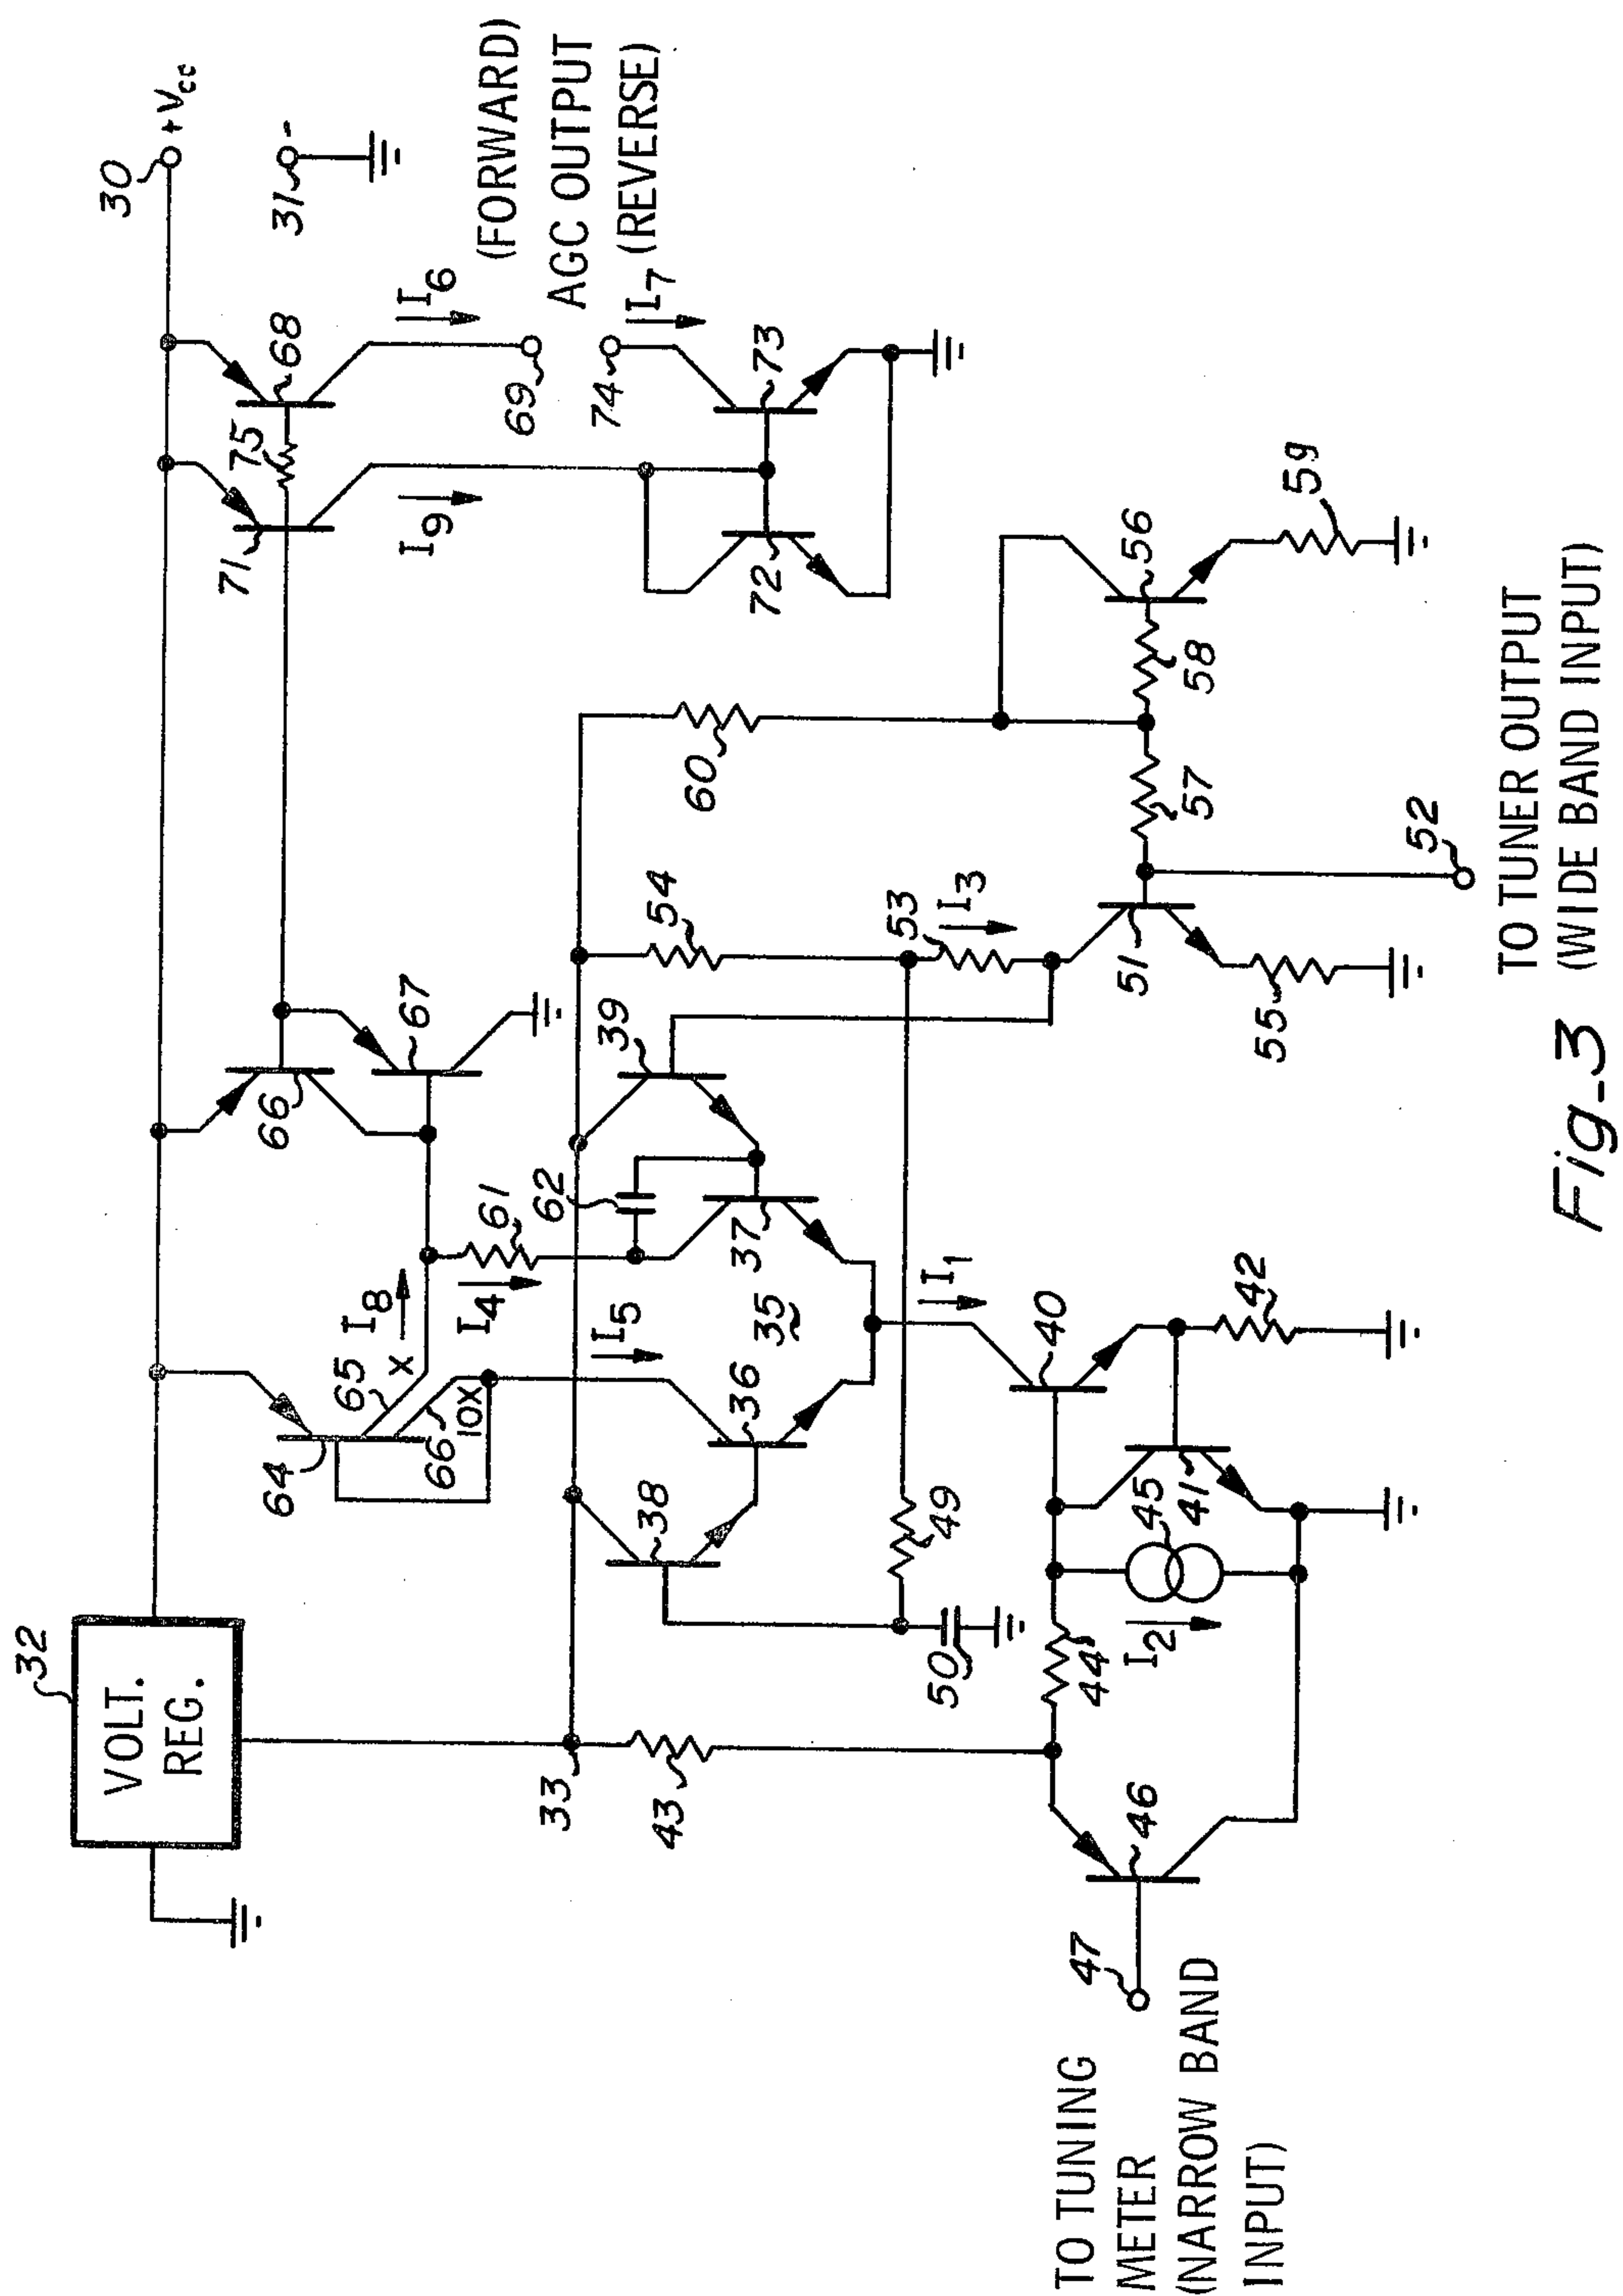 32
VOLT.
REG.
30
+Vcc
31
-
33
43
64
65
X
66
10X
I8
61
I4
I5
62
66
67
71
75
68
I9
I6
(FORWARD)
AGC OUTPUT
(REVERSE)
69
74
I7
72
73
38
36
35
37
39
54
53
I3
60
49
50
I1
40
42
44
I2
45
41
46
47
51
55
57
58
56
59
52
TO TUNING
METER
(NARROW BAND
INPUT)
TO TUNER OUTPUT
(WIDE BAND INPUT)
Fig_3